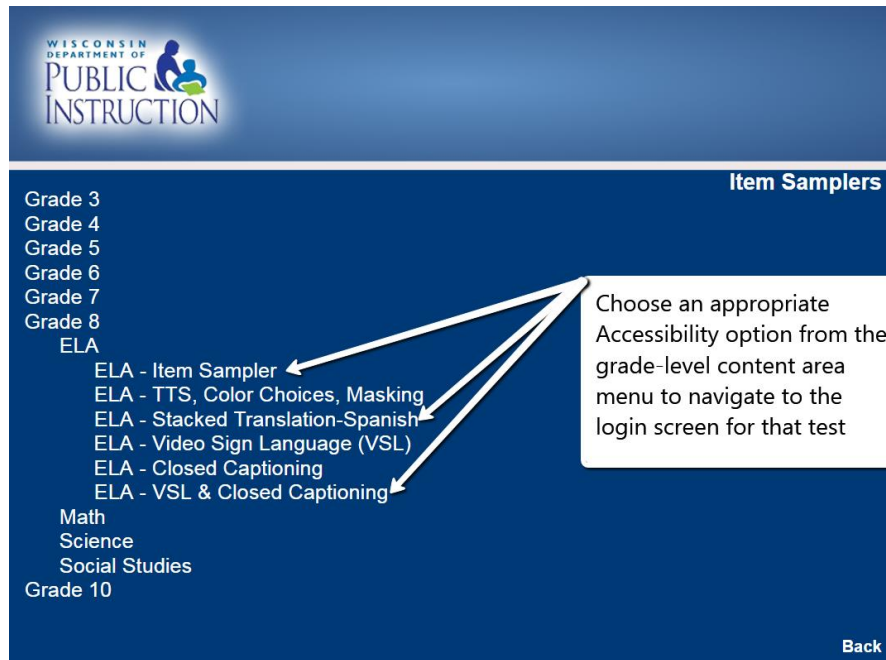 WISCONSIN
DEPARTMENT OF
PUBLIC
INSTRUCTION
Item Samplers
Grade 3
Grade 4
Grade 5
Grade 6
Grade 7
Grade 8
ELA
ELA - Item Sampler
ELA - TTS, Color Choices, Masking
ELA - Stacked Translation-Spanish
ELA - Video Sign Language (VSL)
ELA - Closed Captioning
ELA - VSL & Closed Captioning
Math
Science
Social Studies
Grade 10
Choose an appropriate
Accessibility option from the
grade-level content area
menu to navigate to the
login screen for that test
Back